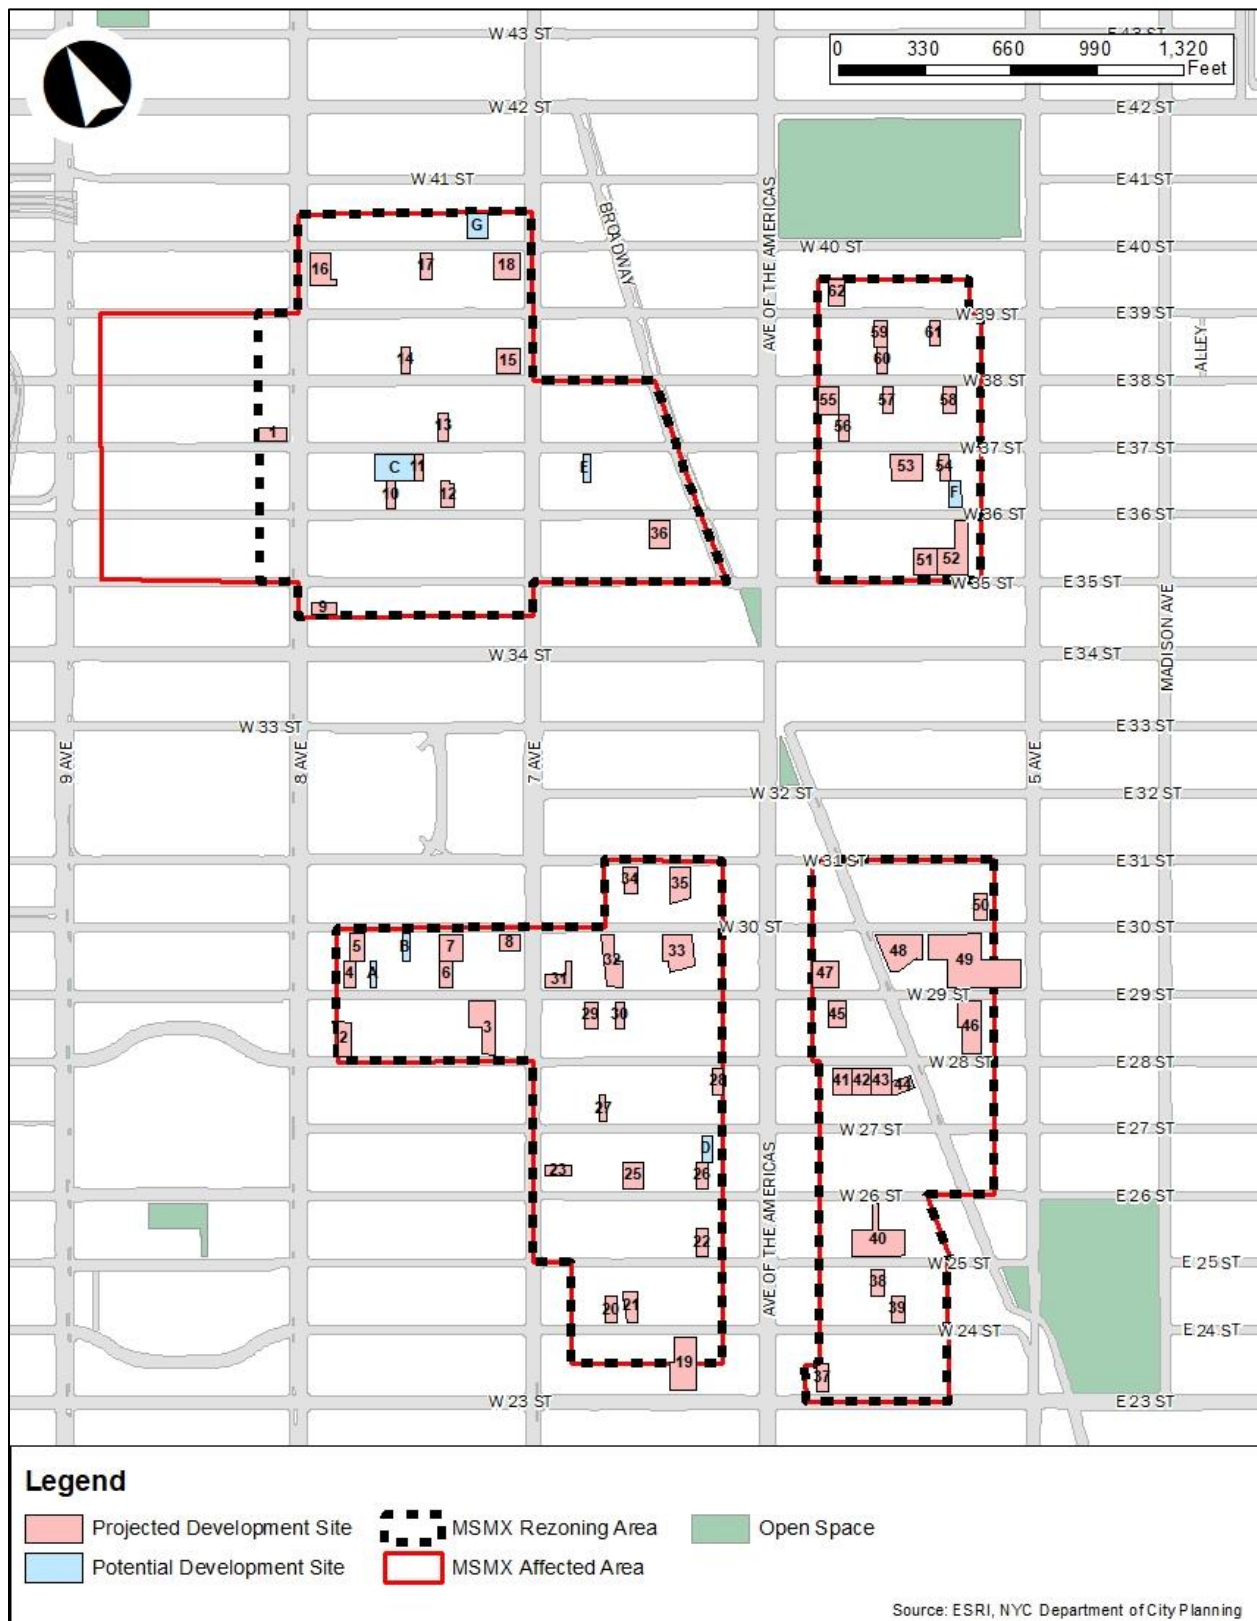 W 43 ST
E 43 ST
0 330 660 990 1,320
Feet
W 42 ST
E 42 ST
W 41 ST
E 41 ST
AVE OF THE AMERICAS
BROADWAY
G
W 40 ST
E 40 ST
16
17
18
62
W 39 ST
E 39 ST
59
61
ALLEY
14
15
60
W 38 ST
E 38 ST
55
57
58
1
13
56
W 37 ST
E 37 ST
C
11
E
53
54
10
12
F
W 36 ST
E 36 ST
36
51
52
W 35 ST
E 35 ST
9
MADISON AVE
W 34 ST
E 34 ST
W 33 ST
E 33 ST
9 AVE
8 AVE
7 AVE
5 AVE
W 32 ST
E 32 ST
W 31 ST
E 31 ST
34
35
50
W 30 ST
E 30 ST
5
B
7
8
32
33
48
49
4
A
6
31
47
W 29 ST
E 29 ST
2
3
29
30
45
46
W 28 ST
E 28 ST
28
41
42
43
44
27
W 27 ST
E 27 ST
AVE OF THE AMERICAS
D
23
25
26
W 26 ST
E 26 ST
22
40
W 25 ST
E 25 ST
38
20
21
39
W 24 ST
E 24 ST
19
37
W 23 ST
E 23 ST
Legend
Projected Development Site
MSMX Rezoning Area
Open Space
Potential Development Site
MSMX Affected Area
Source: ESRI, NYC Department of City Planning